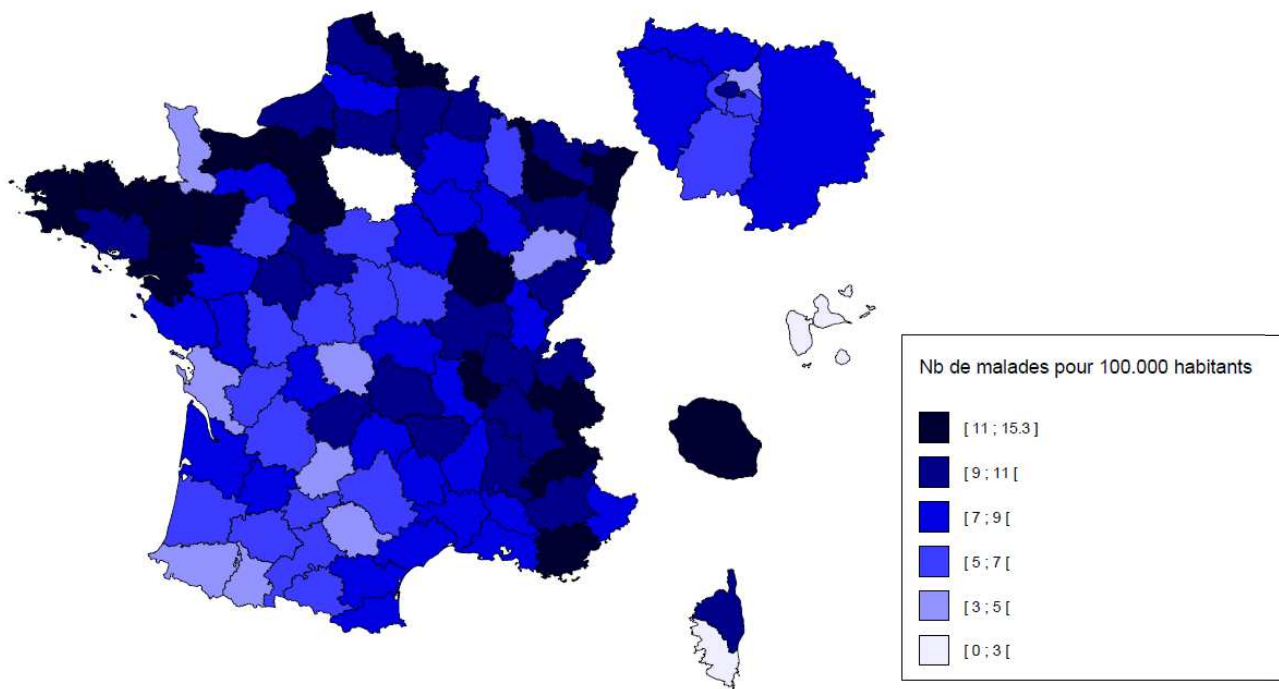 Nb de malades pour 100.000 habitants
[ 11 ; 15.3 ]
[ 9 ; 11 [
[ 7 ; 9 [
[ 5 ; 7 [
[ 3 ; 5 [
[ 0 ; 3 [